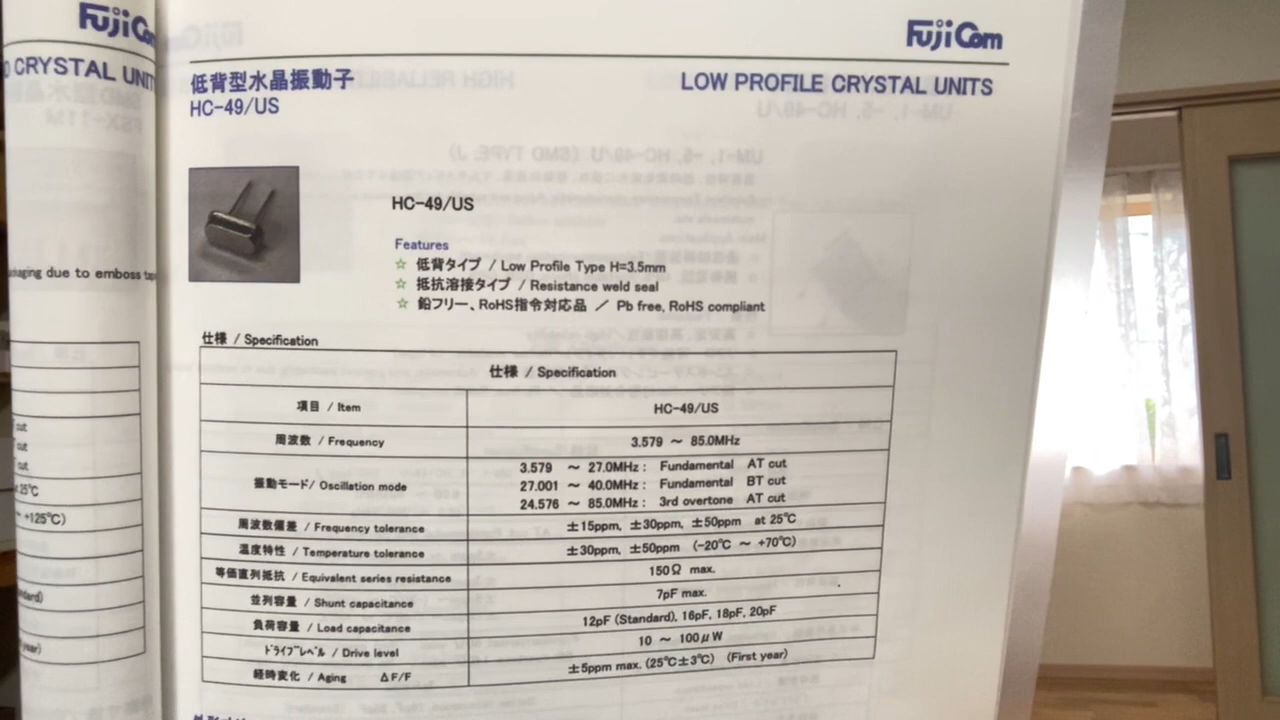 FujiCom
CRYSTAL UNIT
ckaging due to emboss
cut
cut
cut
25℃
+125℃)
FujiCom
低背型水晶振動子
LOW PROFILE CRYSTAL UNITS
HC-49/US
HC-49/US
Features
☆ 低背タイプ / Low Profile Type H=3.5mm
☆ 抵抗溶接タイプ / Resistance weld seal
☆ 鉛フリー、RoHS指令対応品 / Pb free, RoHS compliant
仕様 / Specification
仕様 / Specification
項目 / Item HC-49/US
周波数 / Frequency 3.579 ~ 85.0MHz
振動モード/ Oscillation mode 3.579 ~ 27.0MHz : Fundamental AT cut
27.001 ~ 40.0MHz : Fundamental BT cut
24.576 ~ 85.0MHz : 3rd overtone AT cut
周波数偏差 / Frequency tolerance ±15ppm, ±30ppm, ±50ppm at 25℃
温度特性 / Temperature tolerance ±30ppm, ±50ppm (-20℃ ~ +70℃)
等価直列抵抗 / Equivalent series resistance 150Ω max.
並列容量 / Shunt capacitance 7pF max.
負荷容量 / Load capacitance 12pF (Standard), 16pF, 18pF, 20pF
ドライブレベル / Drive level 10 ~ 100μW
経時変化 / Aging ΔF/F ±5ppm max. (25℃±3℃) (First year)